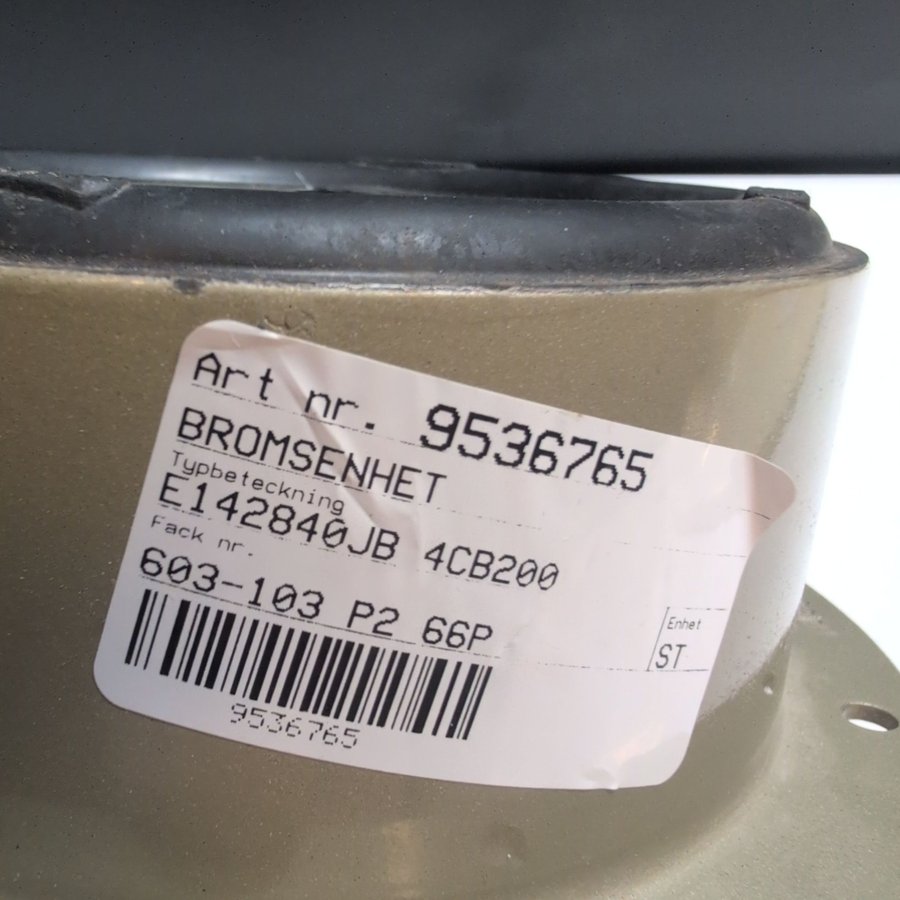 Art nr. 9536765
BROMSENHET
Typbeteckning
E142840JB 4CB200
Fack nr.
603-103 P2 66P
Enhet
ST
9536765